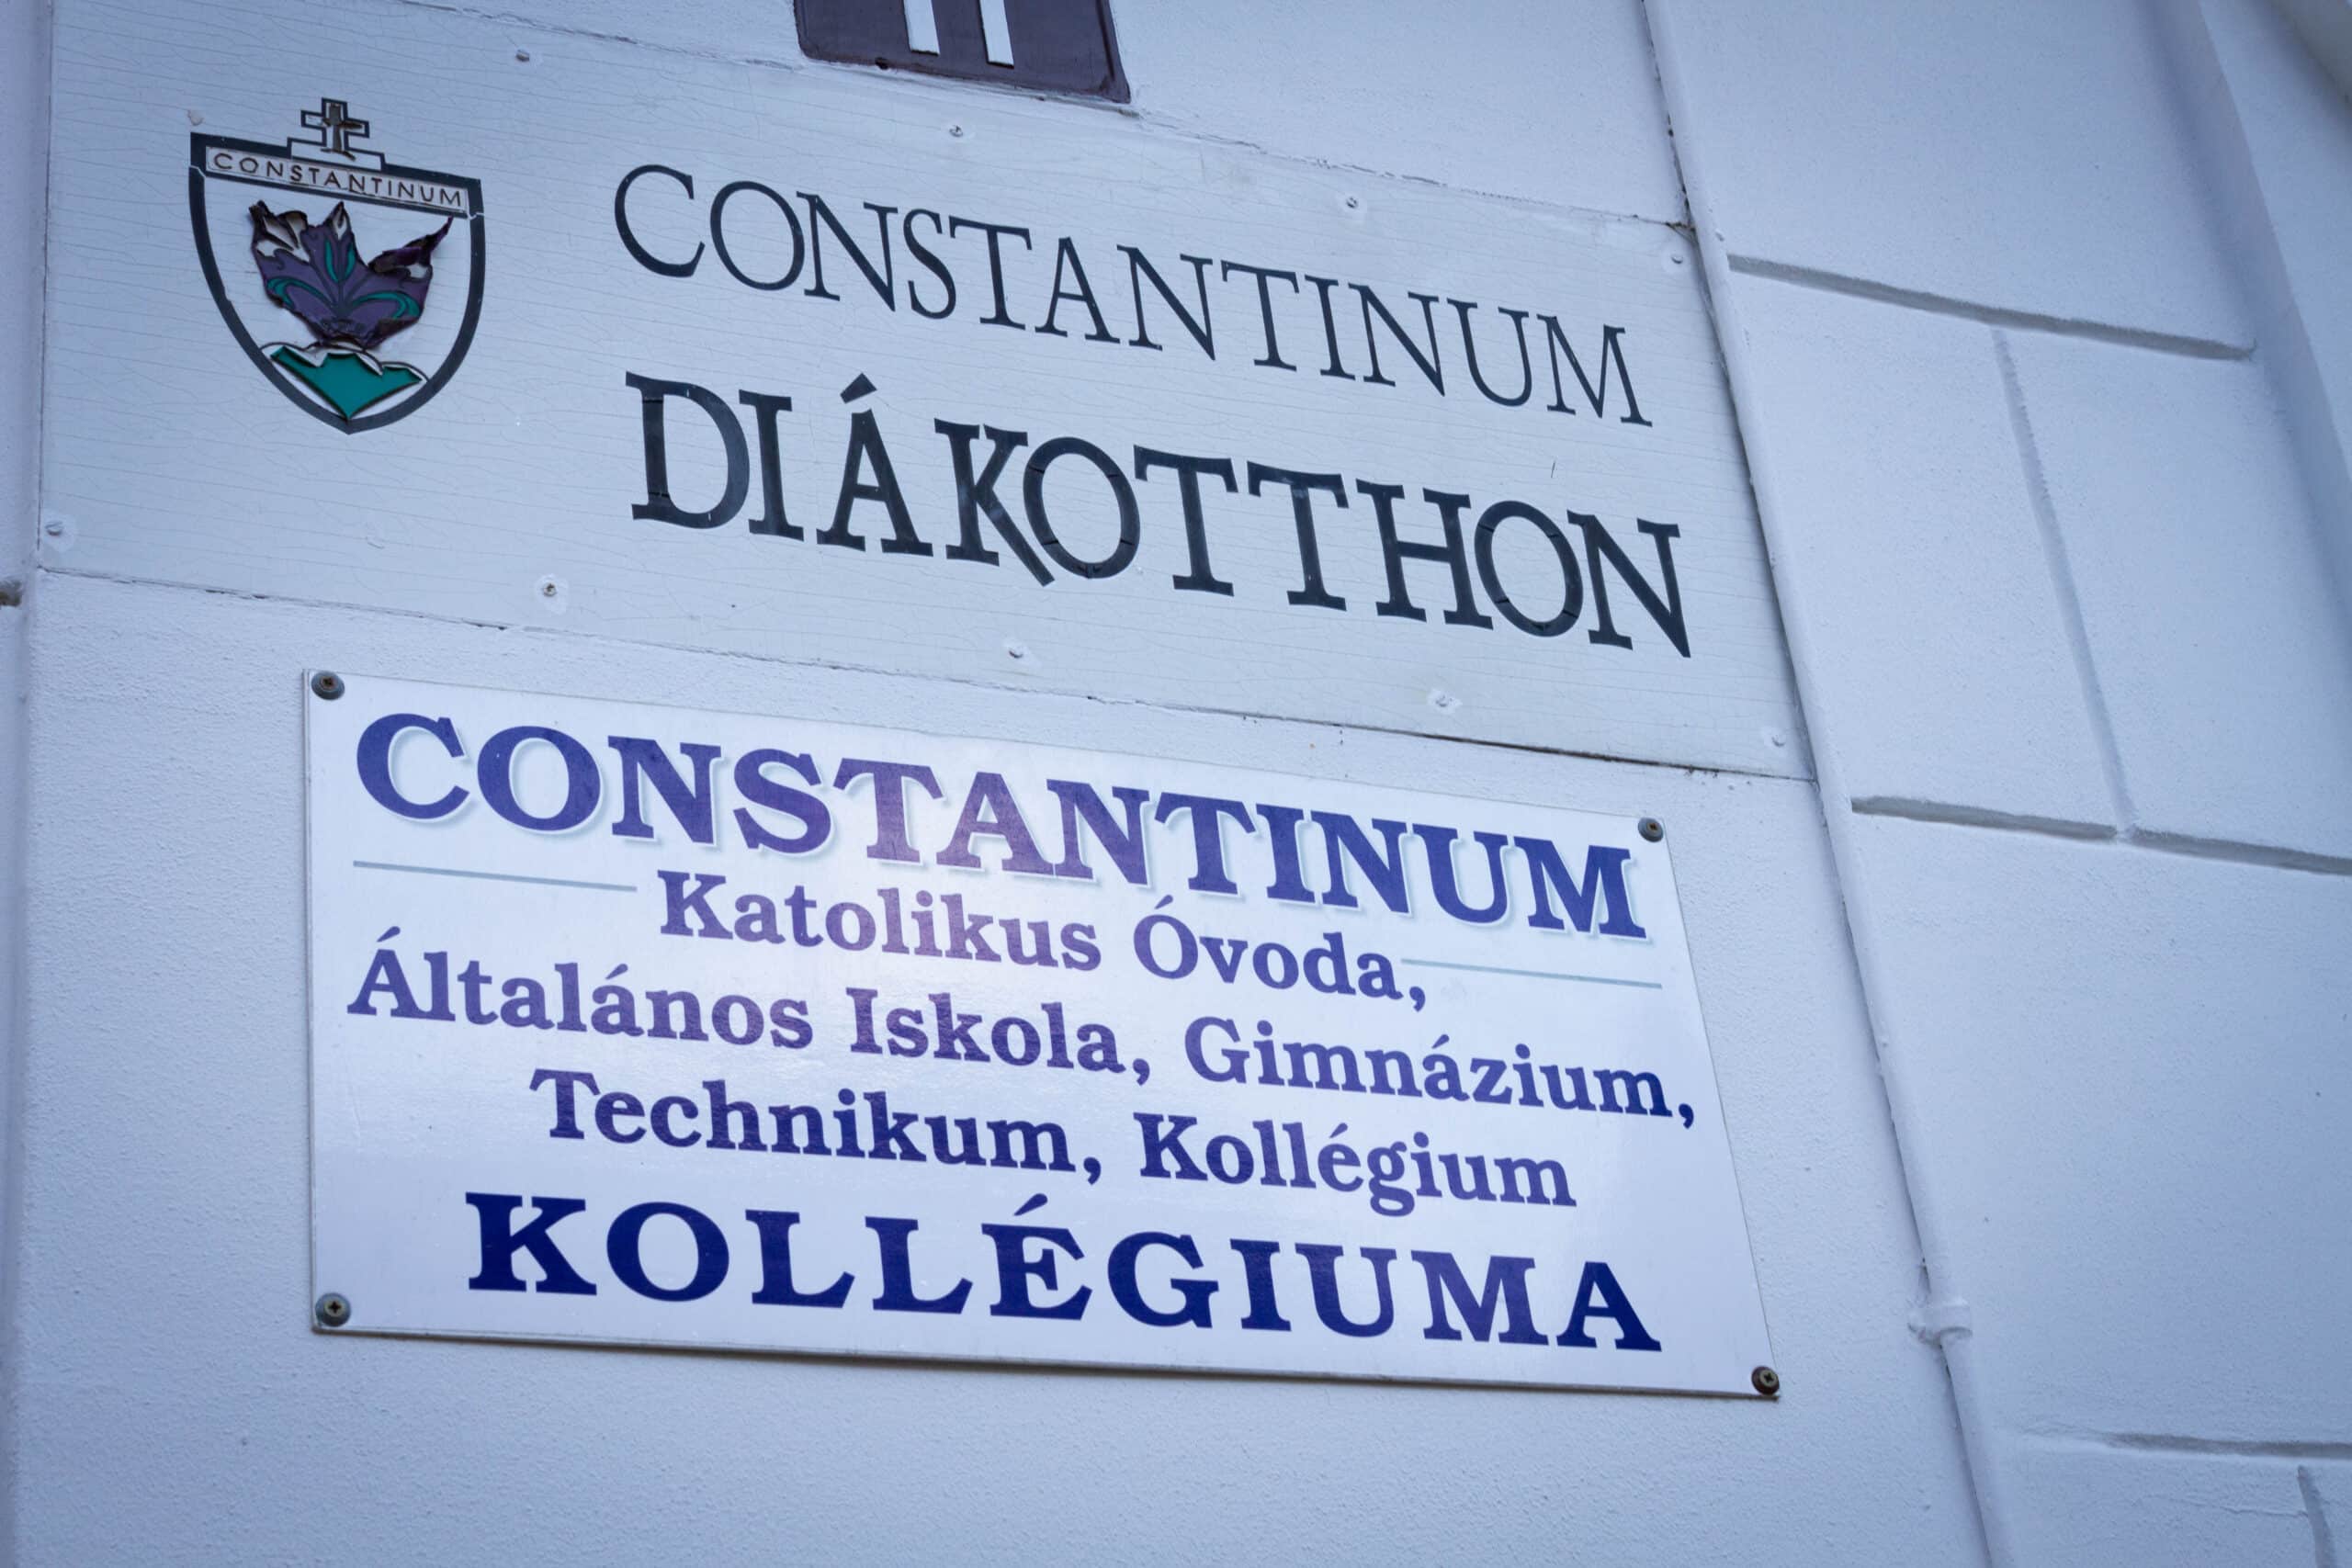 CONSTANTINUM
CONSTANTINUM
DIÁKOTTHON
CONSTANTINUM
Katolikus Óvoda,
Általános Iskola, Gimnázium,
Technikum, Kollégium
KOLLÉGIUMA